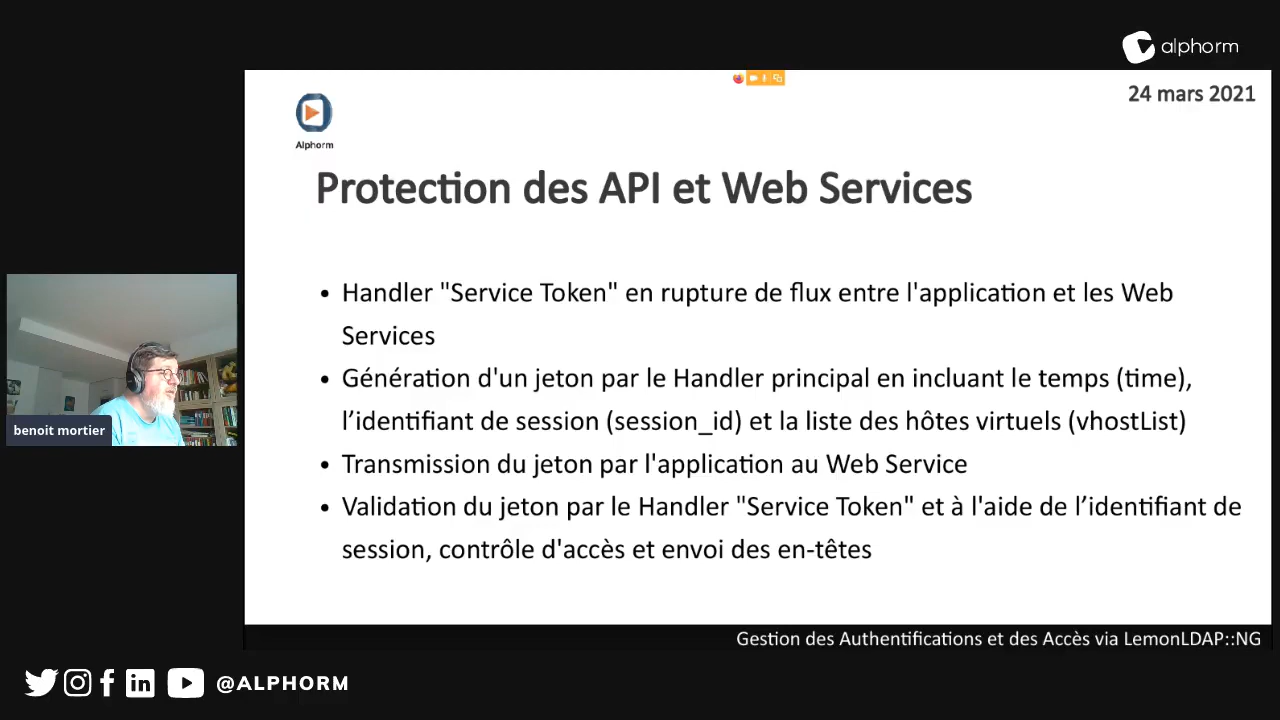 alphorm
24 mars 2021
Alphorm
Protection des API et Web Services
• Handler "Service Token" en rupture de flux entre l'application et les Web
Services
• Génération d'un jeton par le Handler principal en incluant le temps (time),
l’identifiant de session (session_id) et la liste des hôtes virtuels (vhostList)
• Transmission du jeton par l'application au Web Service
• Validation du jeton par le Handler "Service Token" et à l'aide de l’identifiant de
session, contrôle d'accès et envoi des en-têtes
benoit mortier
Gestion des Authentifications et des Accès via LemonLDAP::NG
@ALPHORM